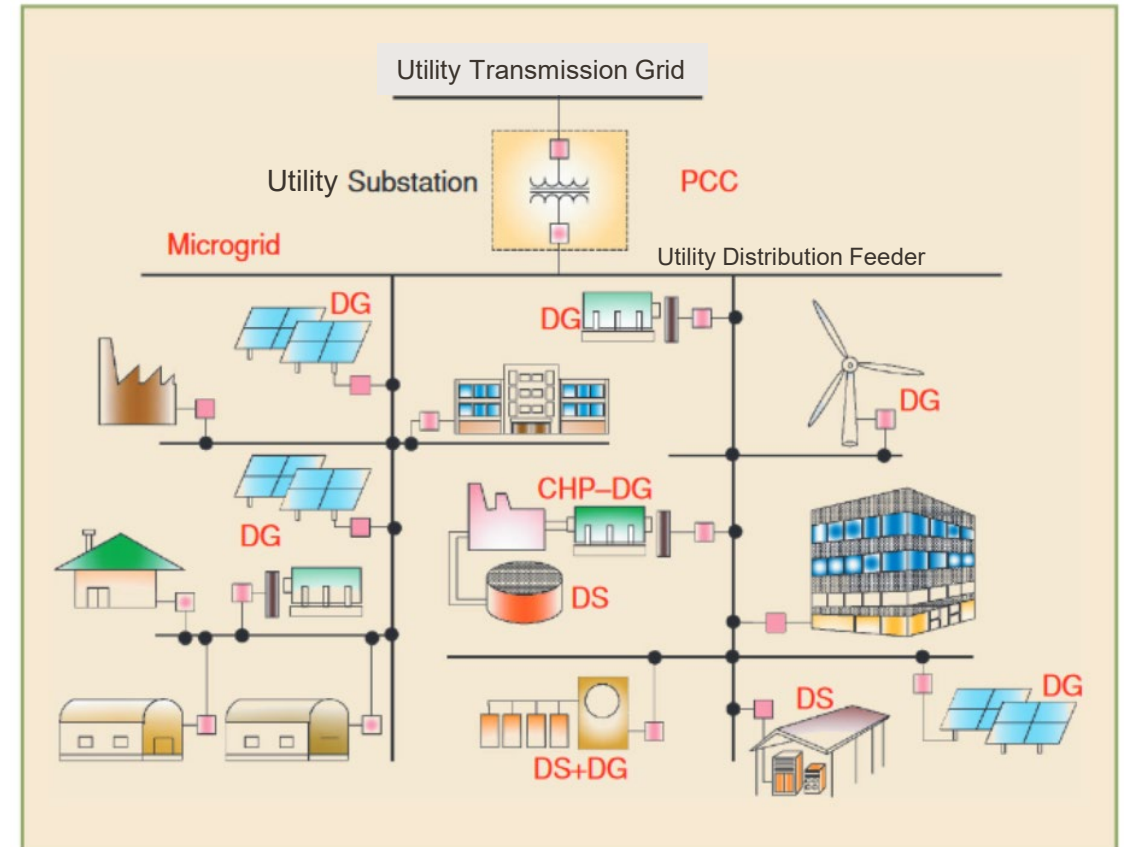 Utility Transmission Grid
Utility Substation
PCC
Microgrid
Utility Distribution Feeder
DG
DG
DG
CHP–DG
DG
DS
DS
DG
DS+DG